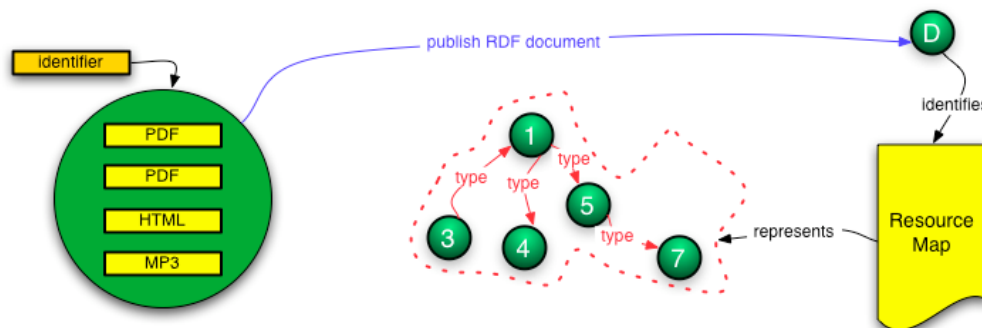 publish RDF document
D
identifier
identifies
PDF
PDF
HTML
MP3
1
type
type
type
3
4
5
type
7
represents
Resource
Map